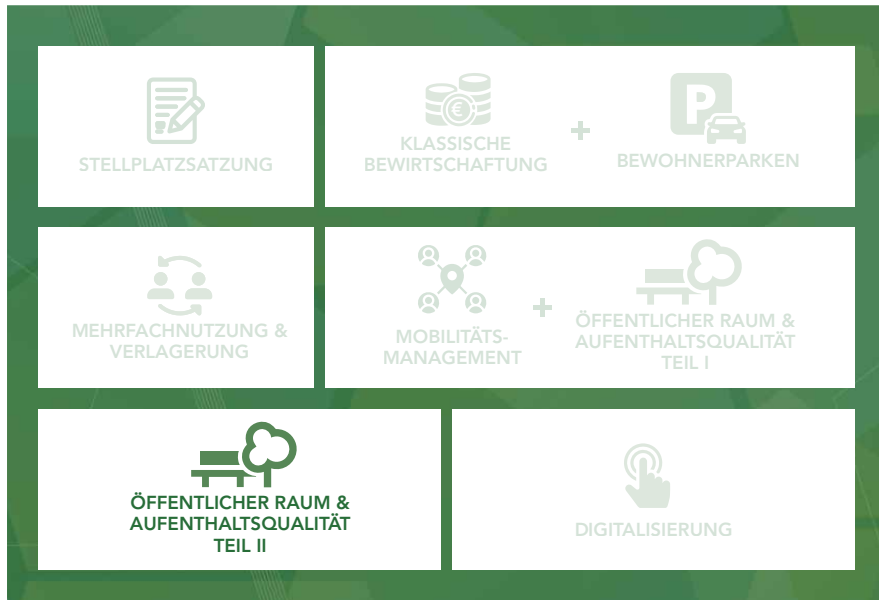 STELLPLATZSATZUNG
KLASSISCHE
BEWIRTSCHAFTUNG
+
P
BEWOHNERPARKEN
MEHRFACHNUTZUNG &
VERLAGERUNG
MOBILITÄTS-
MANAGEMENT
+
ÖFFENTLICHER RAUM &
AUFENTHALTSQUALITÄT
TEIL I
ÖFFENTLICHER RAUM &
AUFENTHALTSQUALITÄT
TEIL II
DIGITALISIERUNG